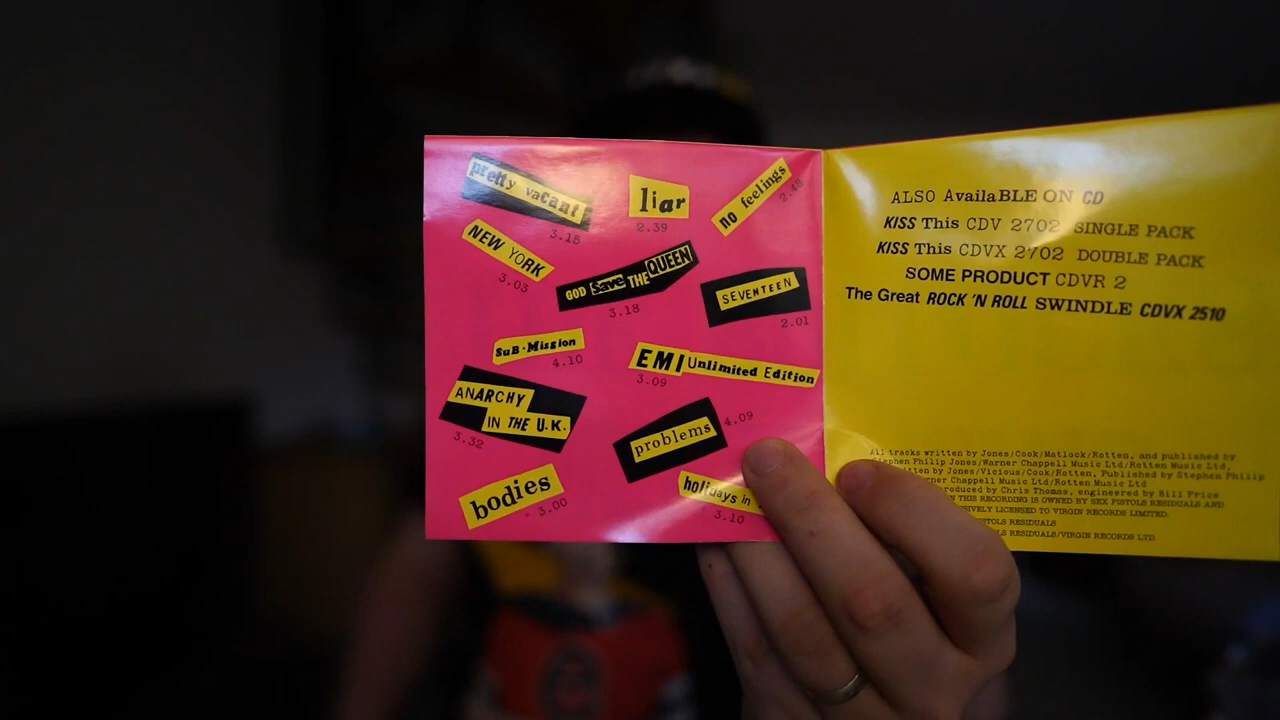 pretty vacant
3.15
liar
2.39
no feelings
2.48
NEW YORK
3.03
GOD Save THE QUEEN
3.18
SEVENTEEN
2.01
SuB-Mission
4.10
EMI Unlimited Edition
3.09
ANARCHY
IN THE U.K.
3.32
problems
4.09
bodies
3.00
holidays in
3.10
ALSO AvailaBLE ON CD
KISS This CDV 2702 SINGLE PACK
KISS This CDVX 2702 DOUBLE PACK
SOME PRODUCT CDVR 2
The Great ROCK 'N ROLL SWINDLE CDVX 2510
All tracks written by Jones/Cook/Matlock/Rotten, and published by
Stephen Philip Jones/Warner Chappell Music Ltd/Rotten Music Ltd,
written by Jones/Vicious/Cook/Rotten, Published by Stephen Philip
Warner Chappell Music Ltd/Rotten Music Ltd
produced by Chris Thomas, engineered by Bill Price
IN THIS RECORDING IS OWNED BY SEX PISTOLS RESIDUALS AND
LICENSED TO VIRGIN RECORDS LIMITED.
RESIDUALS
RESIDUALS/VIRGIN RECORDS LTD.